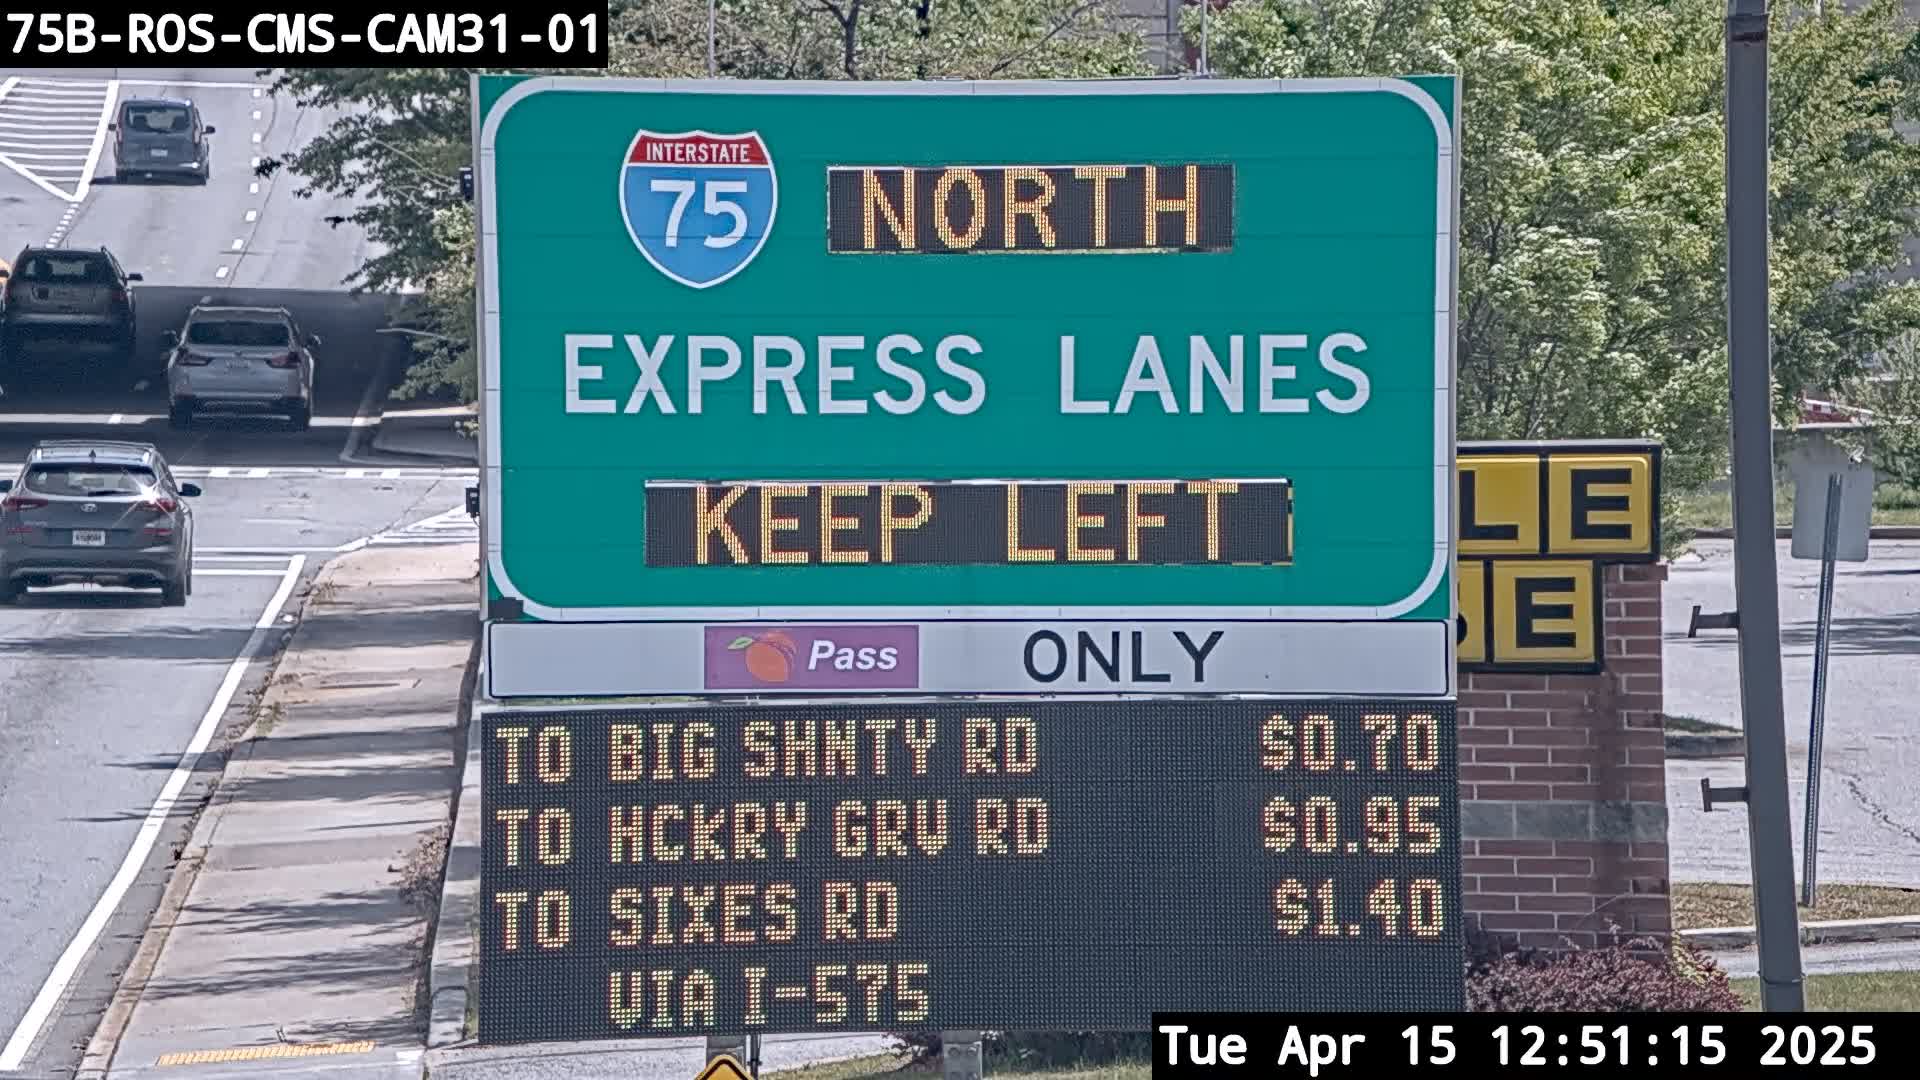 75B-ROS-CMS-CAM31-01
INTERSTATE
75
NORTH
EXPRESS LANES
KEEP LEFT
Pass ONLY
LE
E
TO BIG SHNTY RD $0.70
TO HCKRY GRV RD $0.95
TO SIXES RD $1.40
VIA I-575
Tue Apr 15 12:51:15 2025